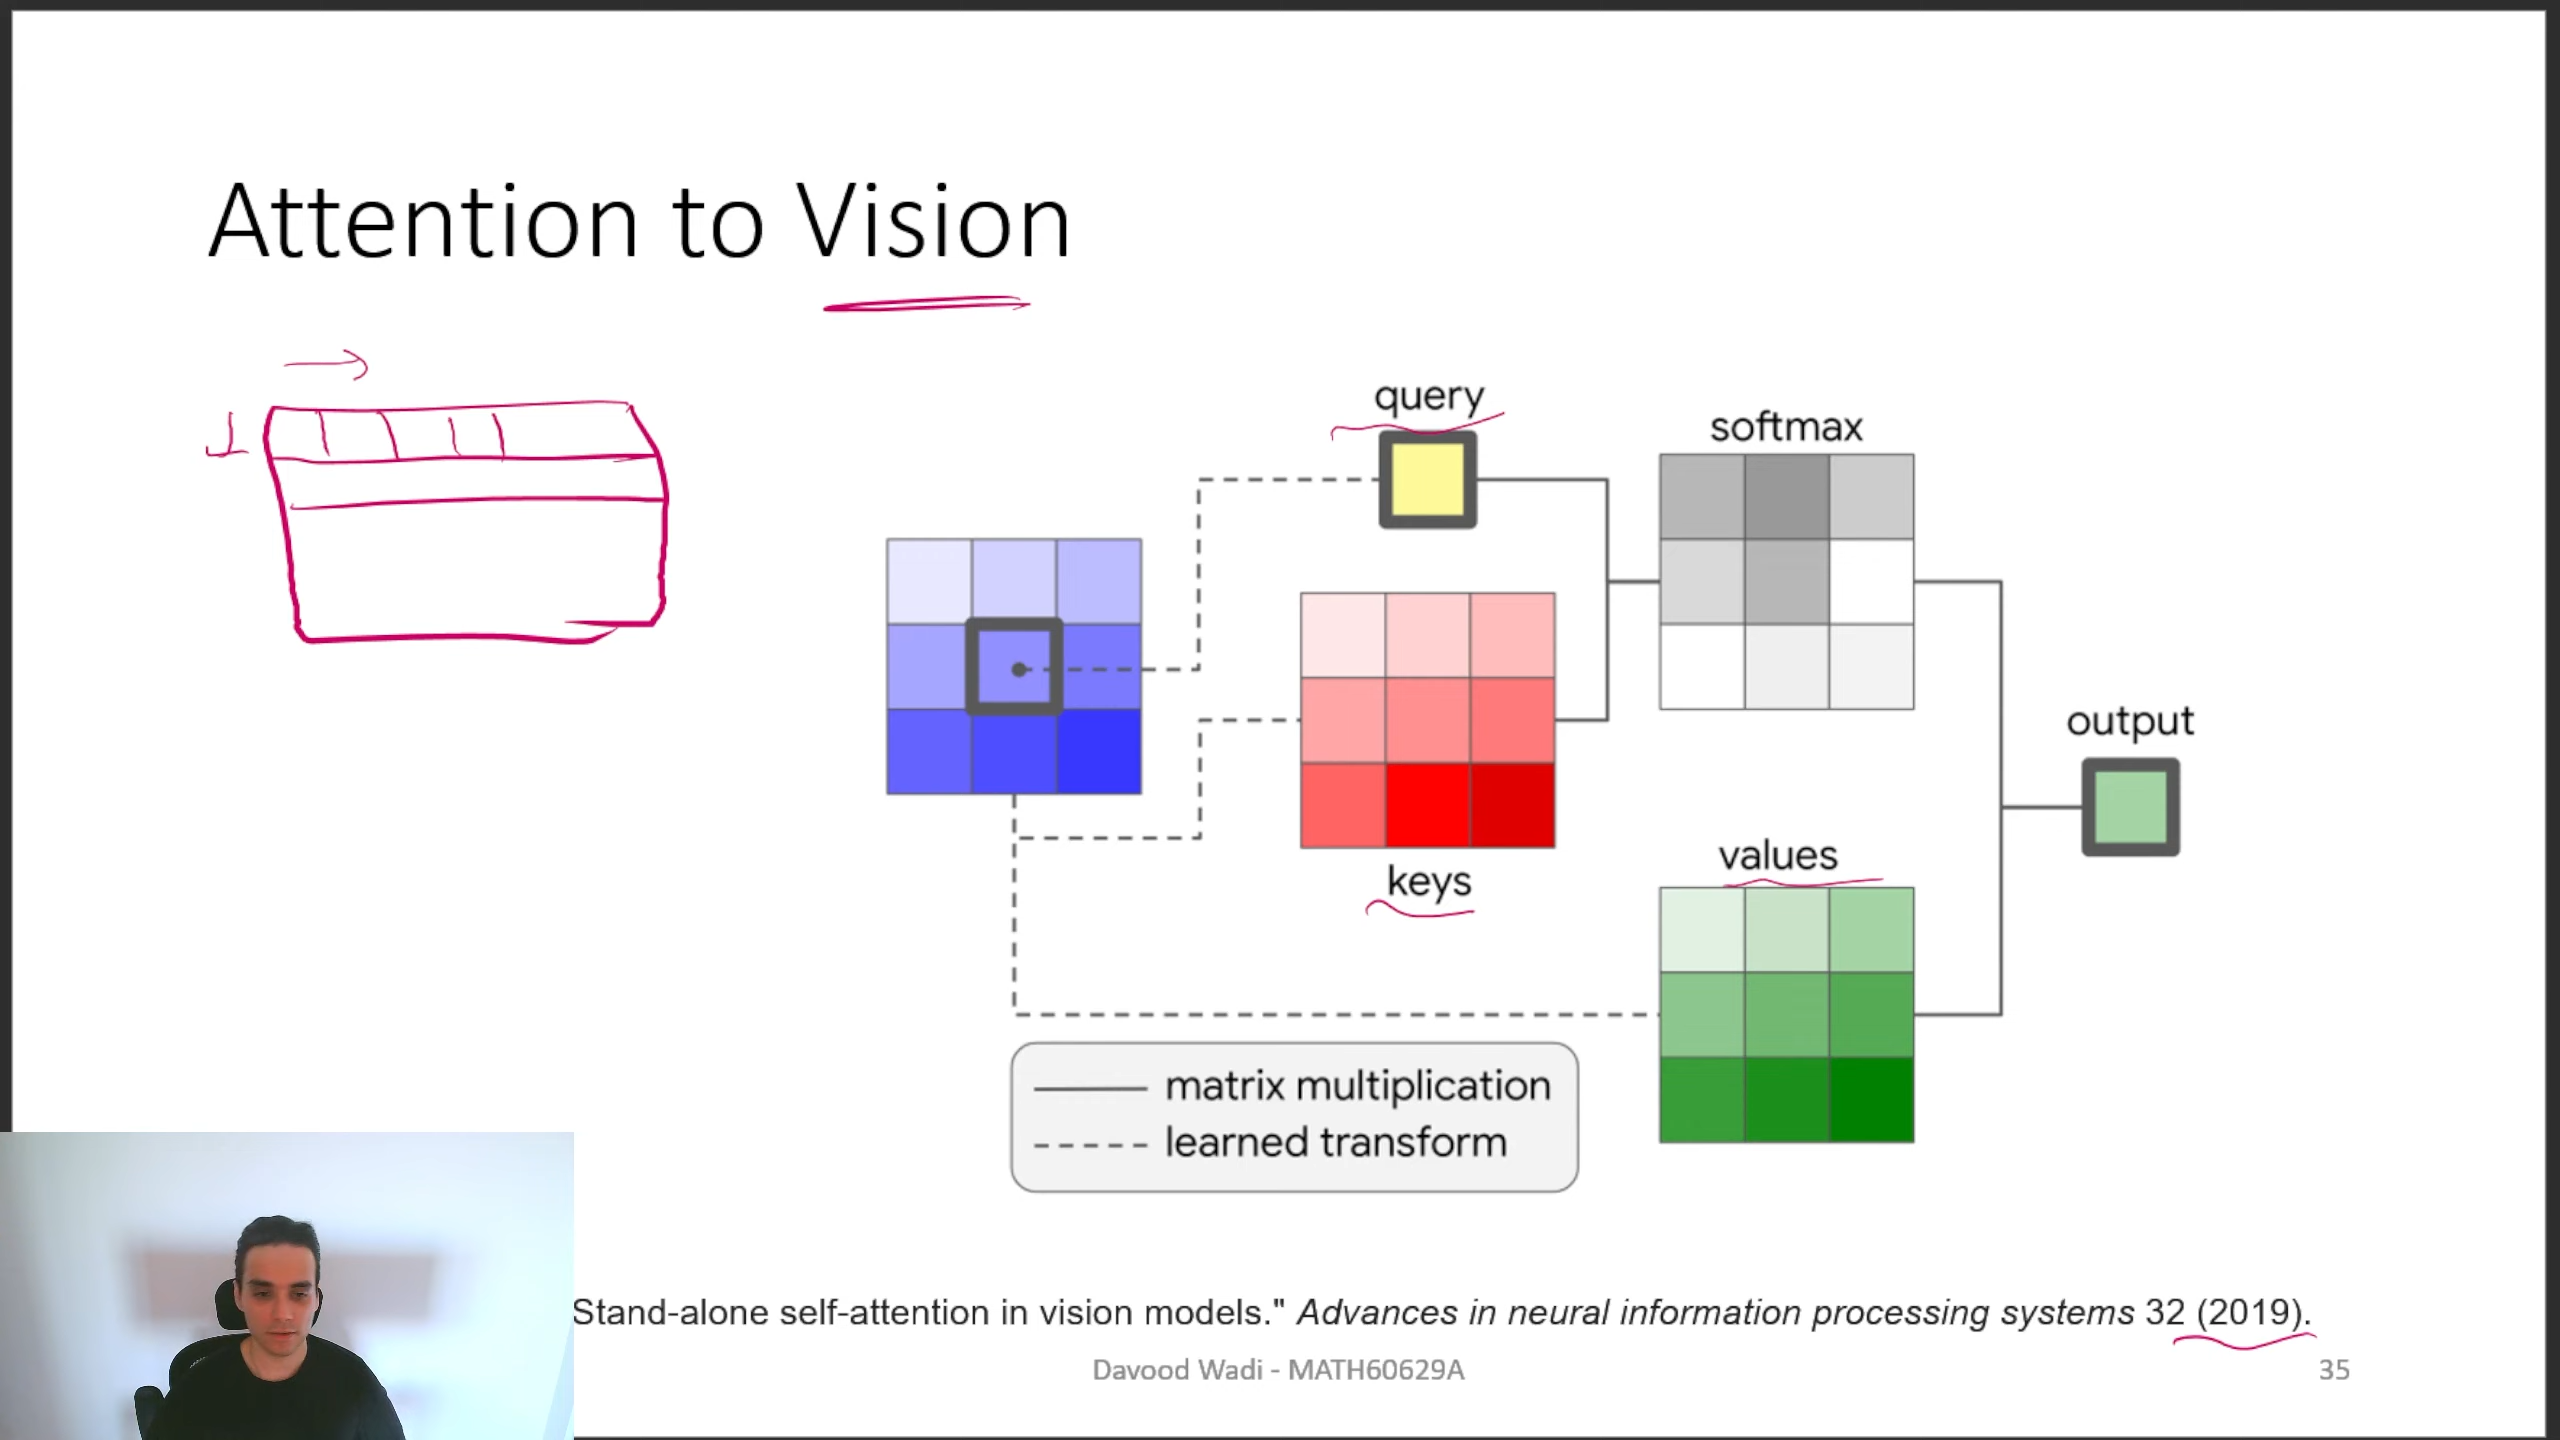 Attention to Vision
query
softmax
output
keys
values
matrix multiplication
learned transform
Stand-alone self-attention in vision models." Advances in neural information processing systems 32 (2019).
Davood Wadi - MATH60629A
35